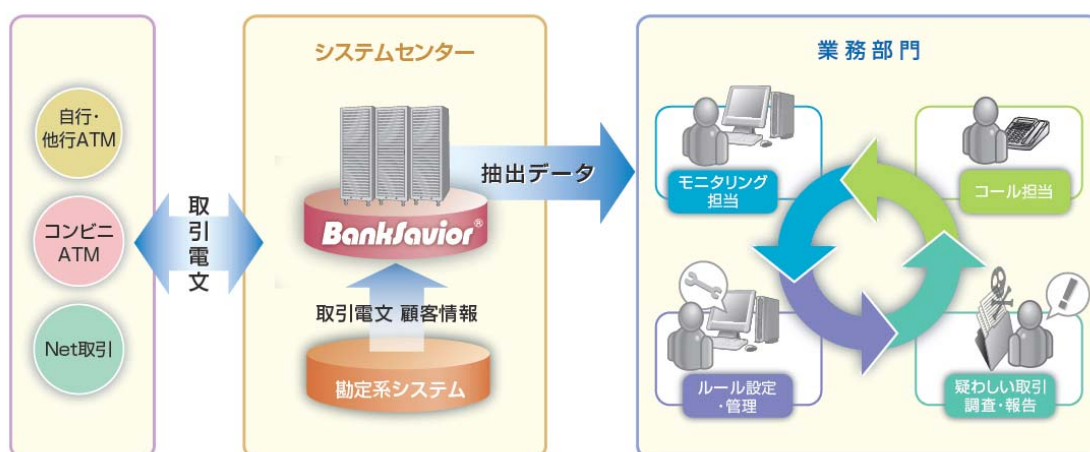 自行・
他行ATM
コンビニ
ATM
Net取引
取引電文
システムセンター
BankSavior®
取引電文 顧客情報
勘定系システム
抽出データ
業務部門
モニタリング
担当
コール担当
ルール設定
・管理
疑わしい取引
調査・報告